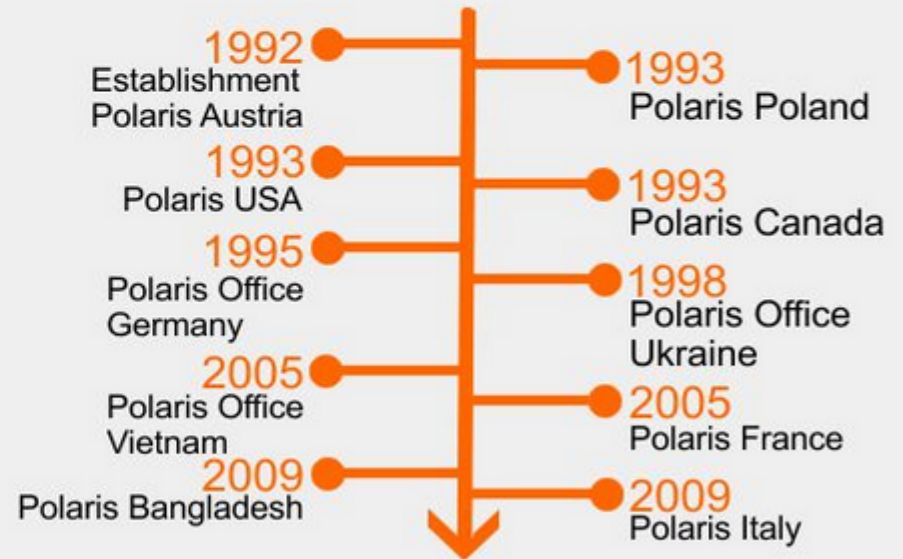 1992
Establishment
Polaris Austria
1993
Polaris Poland
1993
Polaris USA
1993
Polaris Canada
1995
Polaris Office
Germany
1998
Polaris Office
Ukraine
2005
Polaris Office
Vietnam
2005
Polaris France
2009
Polaris Bangladesh
2009
Polaris Italy